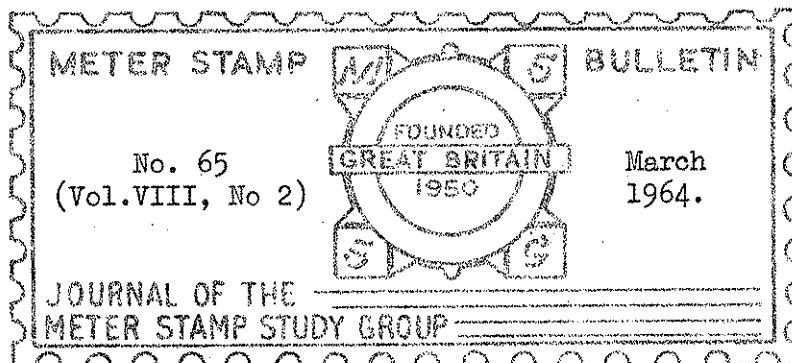 METER STAMP
M S
BULLETIN
FOUNDED
No. 65
GREAT BRITAIN
March
(Vol.VIII, No 2)
1950
1964.
S G
JOURNAL OF THE
METER STAMP STUDY GROUP